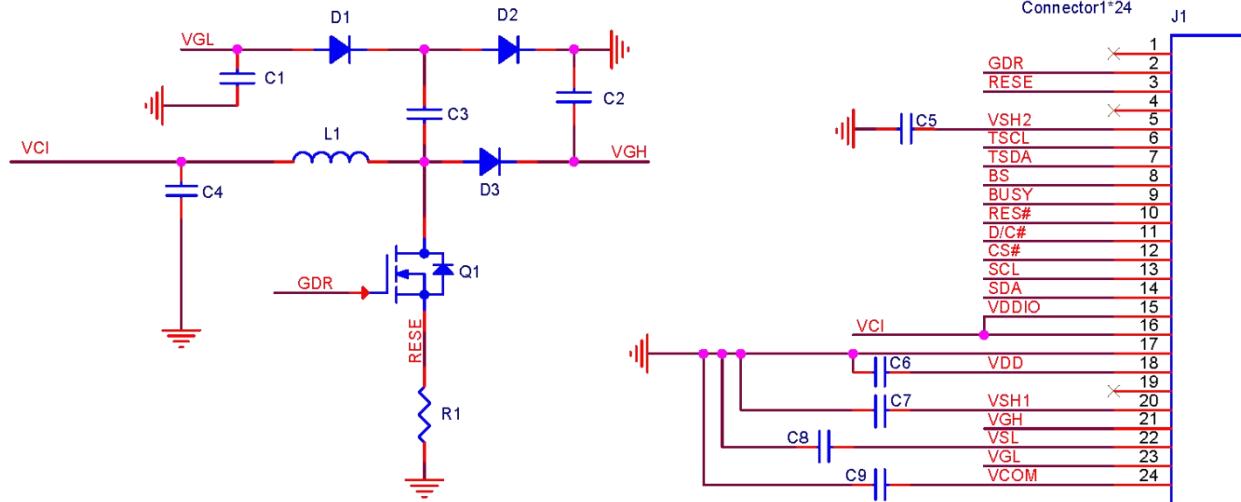 Connector1*24
J1
D1
D2
VGL
C1
C3
C2
L1
VCI
VGH
C4
D3
Q1
GDR
RESE
R1
1
GDR 2
RESE 3
4
C5 VSH2 5
TSCL 6
TSDA 7
BS 8
BUSY 9
RES# 10
D/C# 11
CS# 12
SCL 13
SDA 14
VDDIO 15
VCI 16
17
C6 VDD 18
19
C7 VSH1 20
VGH 21
C8 VSL 22
VGL 23
C9 VCOM 24